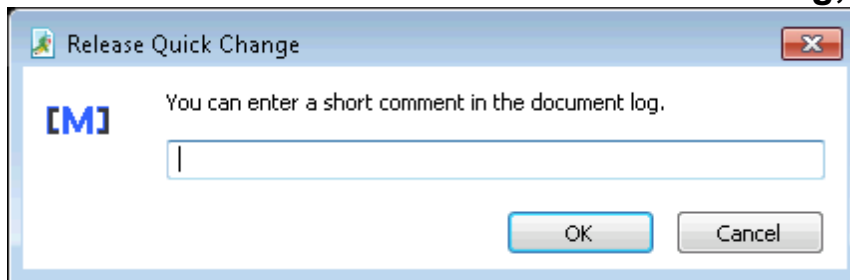 Release Quick Change
You can enter a short comment in the document log.
[M]
OK
Cancel